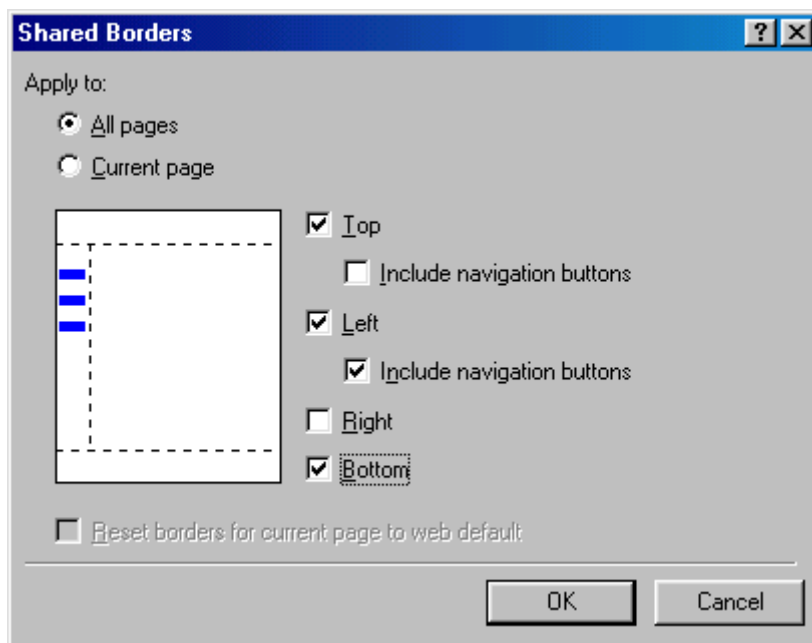 Shared Borders
Apply to:
All pages
Current page
Top
Include navigation buttons
Left
Include navigation buttons
Right
Bottom
Reset borders for current page to web default
OK Cancel